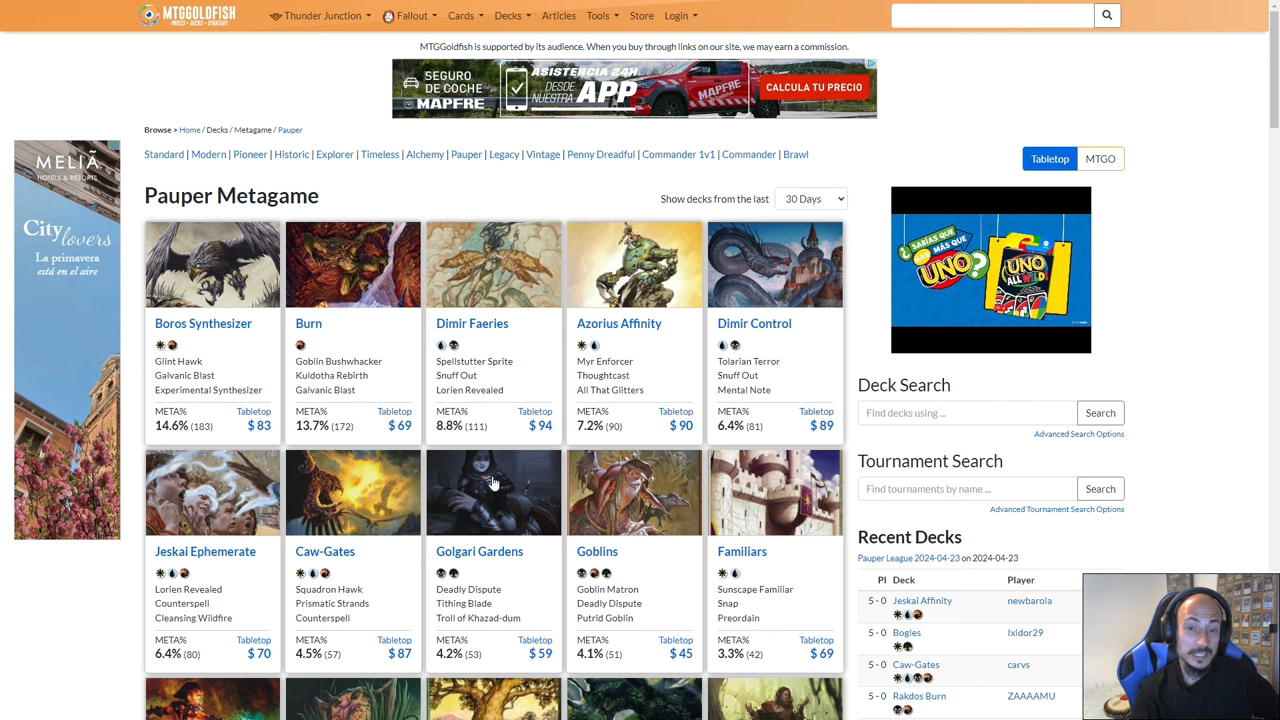 MTGGOLDFISH
PRICES • DECKS • STRATEGY
Thunder Junction
Fallout
Cards
Decks
Articles
Tools
Store
Login
MTGGoldfish is supported by its audience. When you buy through links on our site, we may earn a commission.
SEGURO
DE COCHE
MAPFRE
ASISTENCIA 24H
DESDE
NUESTRA
APP
MAPFRE
CALCULA TU PRECIO
Browse > Home / Decks / Metagame / Pauper
MELIÃ
HOTELS & RESORTS
City lovers
La primavera
está en el aire
Standard | Modern | Pioneer | Historic | Explorer | Timeless | Alchemy | Pauper | Legacy | Vintage | Penny Dreadful | Commander 1v1 | Commander | Brawl
Tabletop
MTGO
Pauper Metagame
Show decks from the last
30 Days
Boros Synthesizer
Glint Hawk
Galvanic Blast
Experimental Synthesizer
META% Tabletop
14.6% (183) $ 83
Burn
Goblin Bushwhacker
Kuldotha Rebirth
Galvanic Blast
META% Tabletop
13.7% (172) $ 69
Dimir Faeries
Spellstutter Sprite
Snuff Out
Lorien Revealed
META% Tabletop
8.8% (111) $ 94
Azorius Affinity
Myr Enforcer
Thoughtcast
All That Glitters
META% Tabletop
7.2% (90) $ 90
Dimir Control
Tolarian Terror
Snuff Out
Mental Note
META% Tabletop
6.4% (81) $ 89
Jeskai Ephemerate
Lorien Revealed
Counterspell
Cleansing Wildfire
META% Tabletop
6.4% (80) $ 70
Caw-Gates
Squadron Hawk
Prismatic Strands
Counterspell
META% Tabletop
4.5% (57) $ 87
Golgari Gardens
Deadly Dispute
Tithing Blade
Troll of Khazad-dum
META% Tabletop
4.2% (53) $ 59
Goblins
Goblin Matron
Deadly Dispute
Putrid Goblin
META% Tabletop
4.1% (51) $ 45
Familiars
Sunscape Familiar
Snap
Preordain
META% Tabletop
3.3% (42) $ 69
¿SABÍAS QUE
HAY MÁS QUE
UNO?
UNO
ALL WILD!
Deck Search
Find decks using ...
Search
Advanced Search Options
Tournament Search
Find tournaments by name ...
Search
Advanced Tournament Search Options
Recent Decks
Pauper League 2024-04-23 on 2024-04-23
Pl Deck Player
5 - 0 Jeskai Affinity newbarola
5 - 0 Bogles Ixidor29
5 - 0 Caw-Gates carvs
5 - 0 Rakdos Burn ZAAAAMU